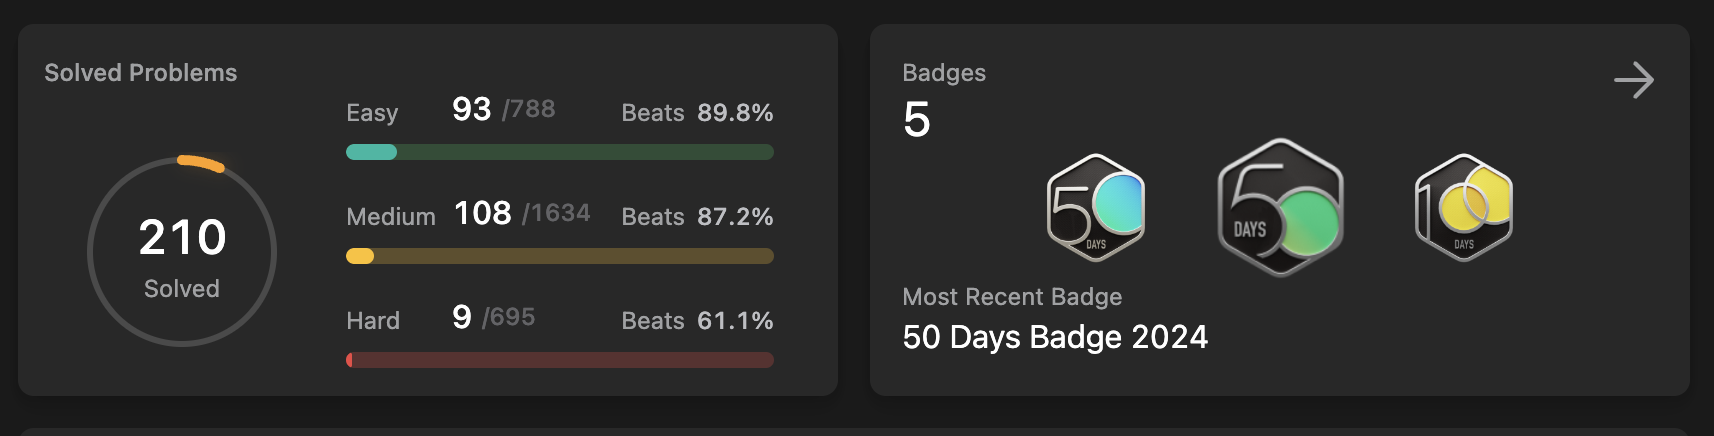 Solved Problems
210
Solved
Easy 93 /788 Beats 89.8%
Medium 108 /1634 Beats 87.2%
Hard 9 /695 Beats 61.1%
Badges
5
50 DAYS
50 DAYS
100 DAYS
Most Recent Badge
50 Days Badge 2024